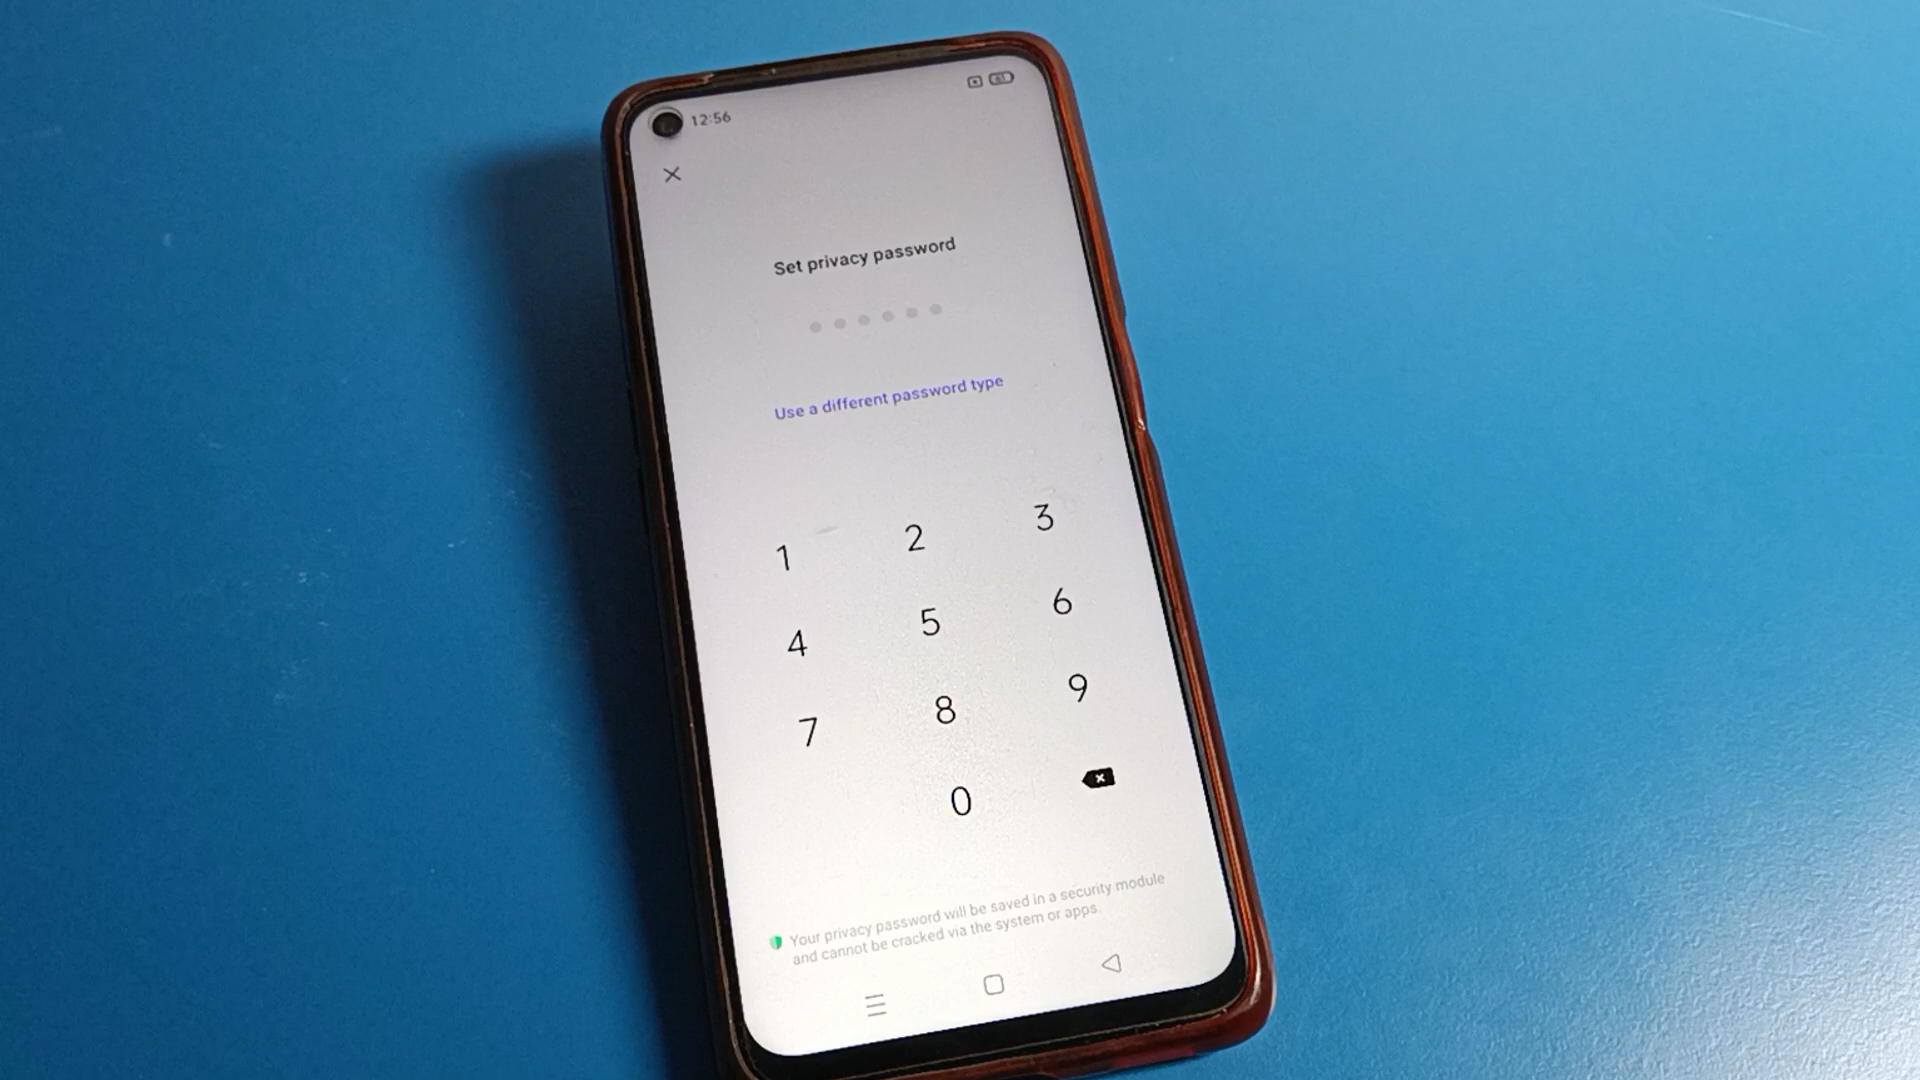 12:56
Set privacy password
Use a different password type
1 2 3
4 5 6
7 8 9
0
Your privacy password will be saved in a security module
and cannot be cracked via the system or apps.